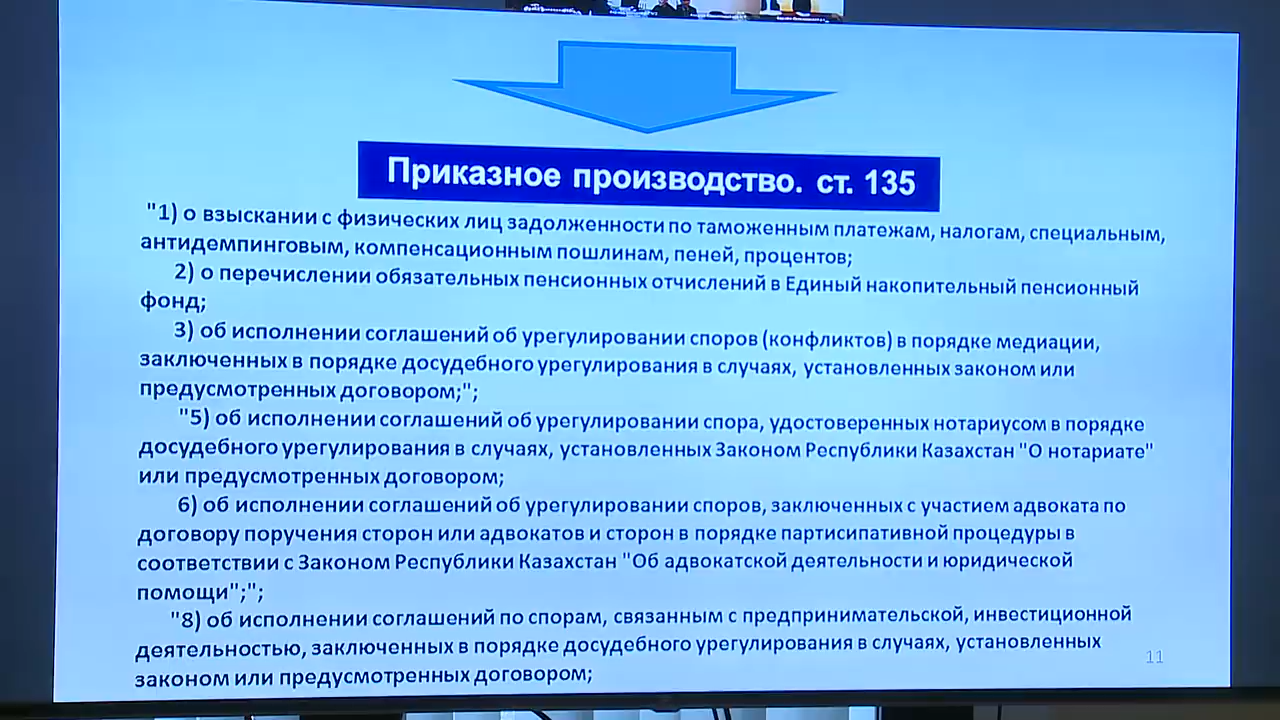 Приказное производство. ст. 135
"1) о взыскании с физических лиц задолженности по таможенным платежам, налогам, специальным,
антидемпинговым, компенсационным пошлинам, пеней, процентов;
2) о перечислении обязательных пенсионных отчислений в Единый накопительный пенсионный
фонд;
3) об исполнении соглашений об урегулировании споров (конфликтов) в порядке медиации,
заключенных в порядке досудебного урегулирования в случаях, установленных законом или
предусмотренных договором;";
"5) об исполнении соглашений об урегулировании спора, удостоверенных нотариусом в порядке
досудебного урегулирования в случаях, установленных Законом Республики Казахстан "О нотариате"
или предусмотренных договором;
6) об исполнении соглашений об урегулировании споров, заключенных с участием адвоката по
договору поручения сторон или адвокатов и сторон в порядке партисипативной процедуры в
соответствии с Законом Республики Казахстан "Об адвокатской деятельности и юридической
помощи";";
"8) об исполнении соглашений по спорам, связанным с предпринимательской, инвестиционной
деятельностью, заключенных в порядке досудебного урегулирования в случаях, установленных
законом или предусмотренных договором;
11